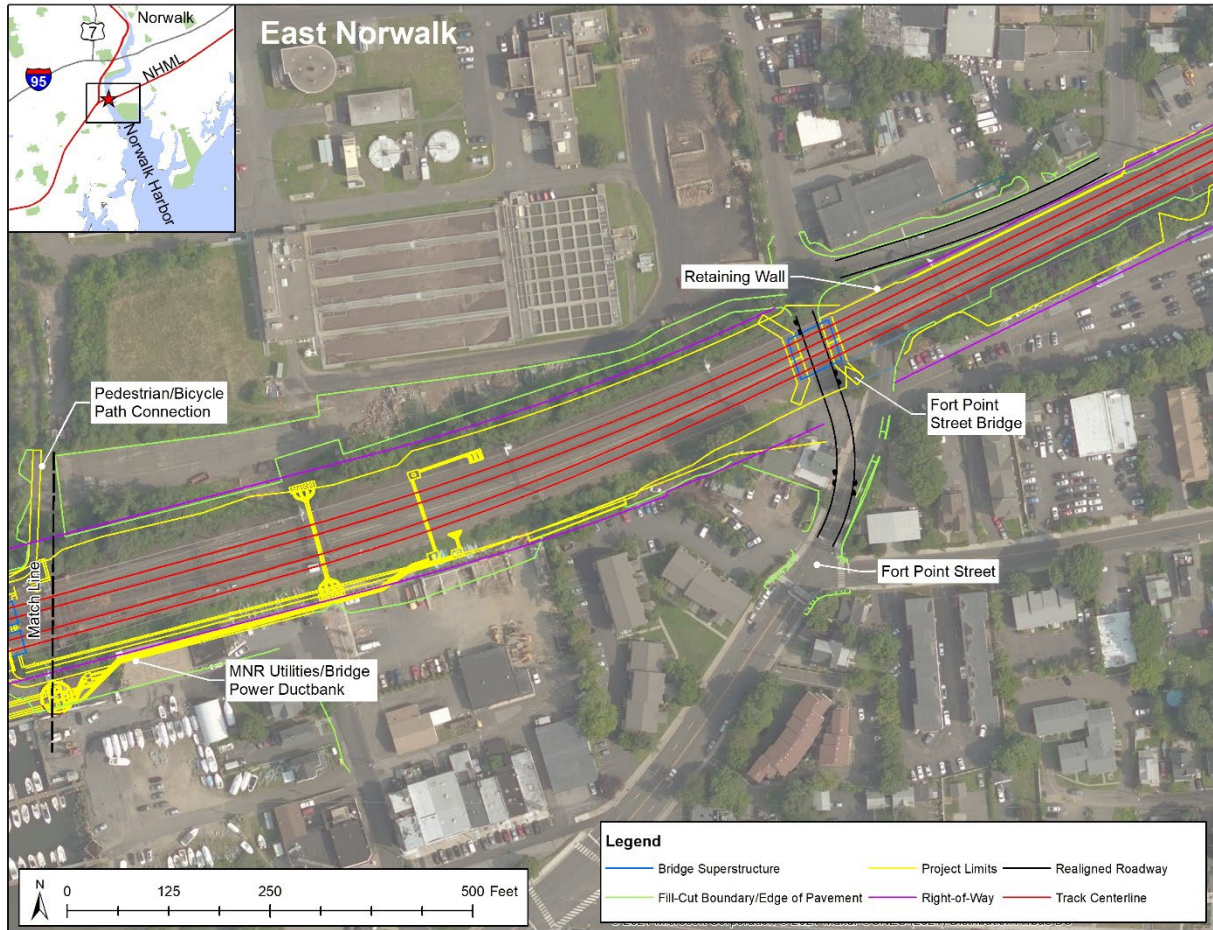 East Norwalk
Norwalk
7
95
NHML
Norwalk Harbor
Retaining Wall
Pedestrian/Bicycle
Path Connection
Fort Point
Street Bridge
Match Line
Fort Point Street
MNR Utilities/Bridge
Power Ductbank
N
0 125 250 500 Feet
Legend
Bridge Superstructure
Project Limits
Realigned Roadway
Fill-Cut Boundary/Edge of Pavement
Right-of-Way
Track Centerline